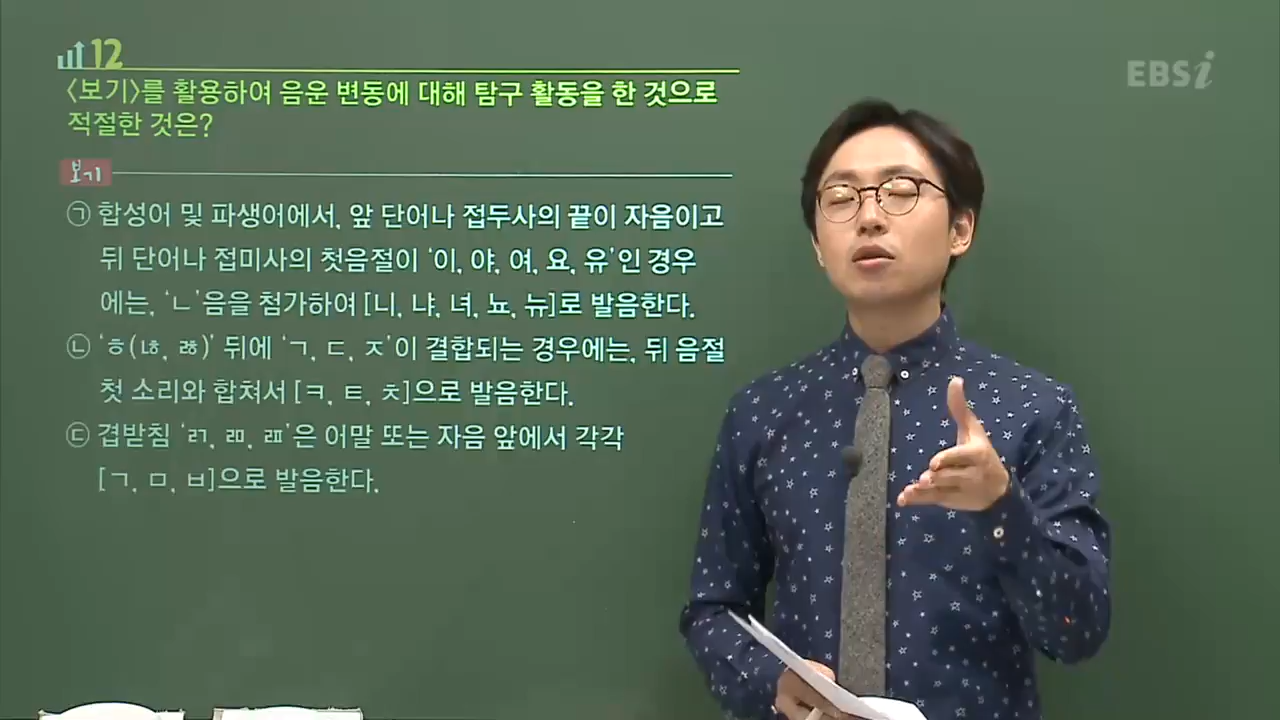 12
EBSi
<보기>를 활용하여 음운 변동에 대해 탐구 활동을 한 것으로
적절한 것은?
보기
㉠ 합성어 및 파생어에서, 앞 단어나 접두사의 끝이 자음이고
뒤 단어나 접미사의 첫음절이 '이, 야, 여, 요, 유'인 경우
에는, 'ㄴ'음을 첨가하여 [니, 냐, 녀, 뇨, 뉴]로 발음한다.
㉡ 'ㅎ(ㄶ, ㅀ)' 뒤에 'ㄱ, ㄷ, ㅈ'이 결합되는 경우에는, 뒤 음절
첫 소리와 합쳐서 [ㅋ, ㅌ, ㅊ]으로 발음한다.
㉢ 겹받침 'ㄺ, ㄻ, ㄿ'은 어말 또는 자음 앞에서 각각
[ㄱ, ㅁ, ㅂ]으로 발음한다.